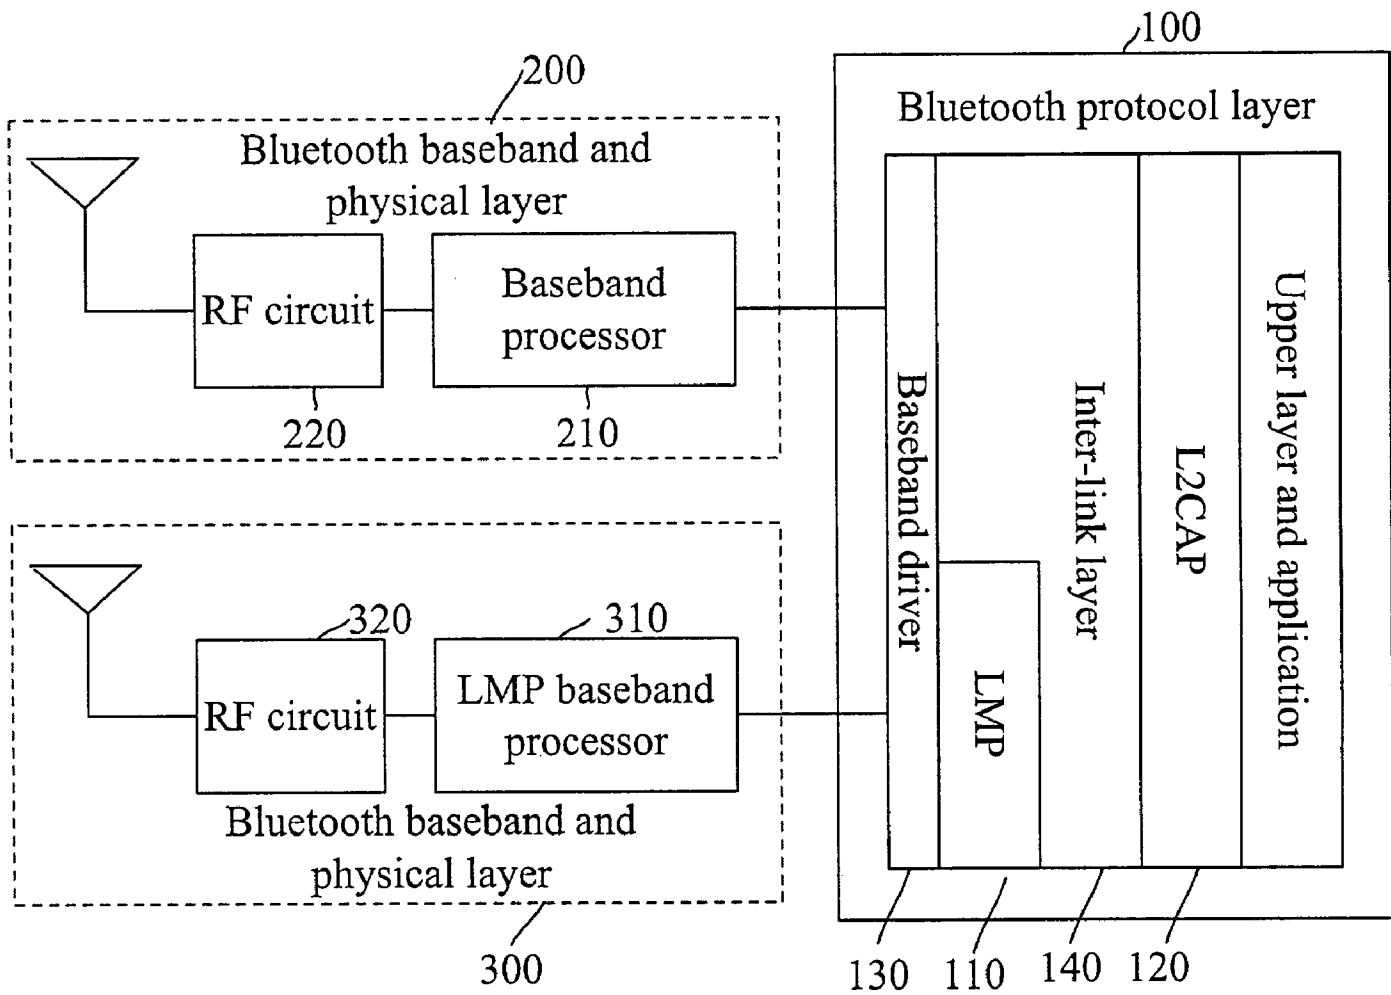 100
200
Bluetooth protocol layer
Bluetooth baseband and
physical layer
RF circuit
Baseband
processor
220
210
Baseband driver
Inter-link layer
L2CAP
Upper layer and application
LMP
320
310
RF circuit
LMP baseband
processor
Bluetooth baseband and
physical layer
300
130
110
140
120